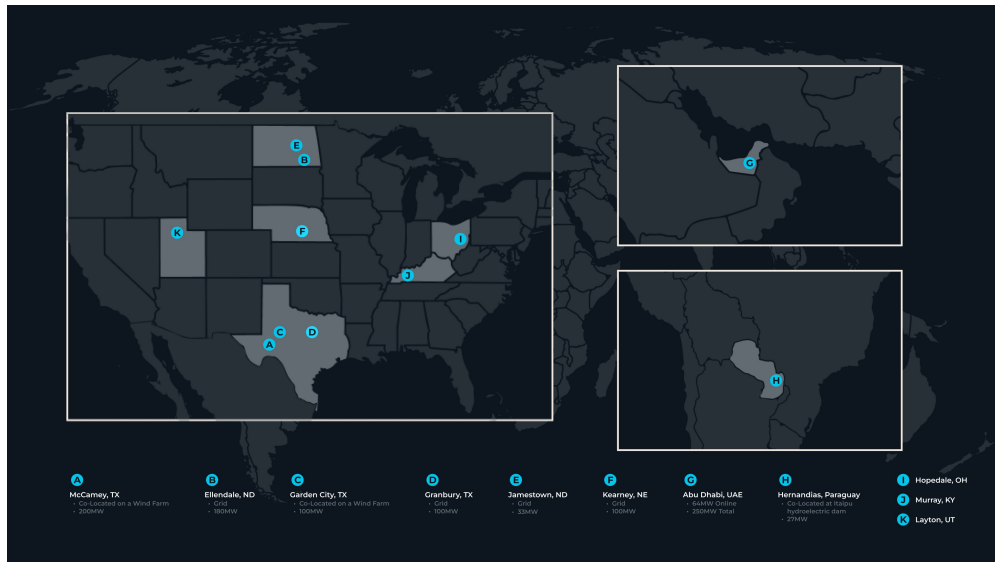 E
B
K
F
I
J
C
D
A
G
H
A
McCamey, TX
• Co-Located on a Wind Farm
• 200MW
B
Ellendale, ND
• Grid
• 180MW
C
Garden City, TX
• Co-Located on a Wind Farm
• 100MW
D
Granbury, TX
• Grid
• 100MW
E
Jamestown, ND
• Grid
• 33MW
F
Kearney, NE
• Grid
• 100MW
G
Abu Dhabi, UAE
• 64MW Online
• 250MW Total
H
Hernandias, Paraguay
• Co-Located at Itaipu
hydroelectric dam
• 27MW
I Hopedale, OH
J Murray, KY
K Layton, UT